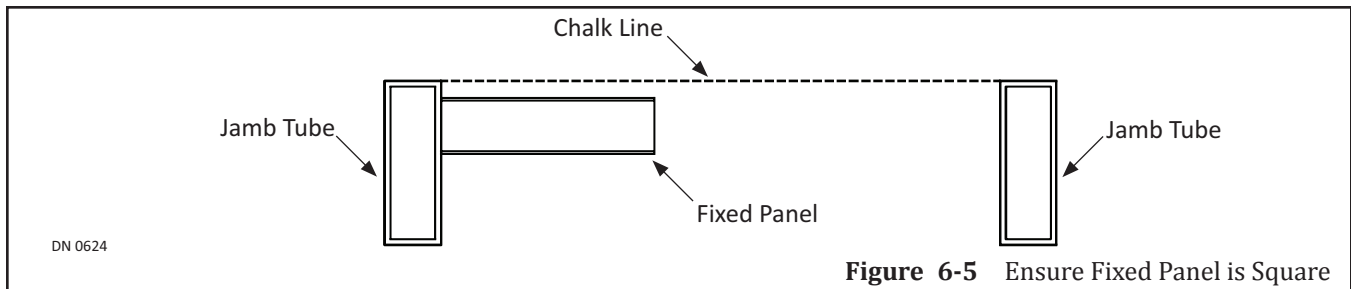 Chalk Line
Jamb Tube
Jamb Tube
Fixed Panel
DN 0624
Figure 6-5 Ensure Fixed Panel is Square